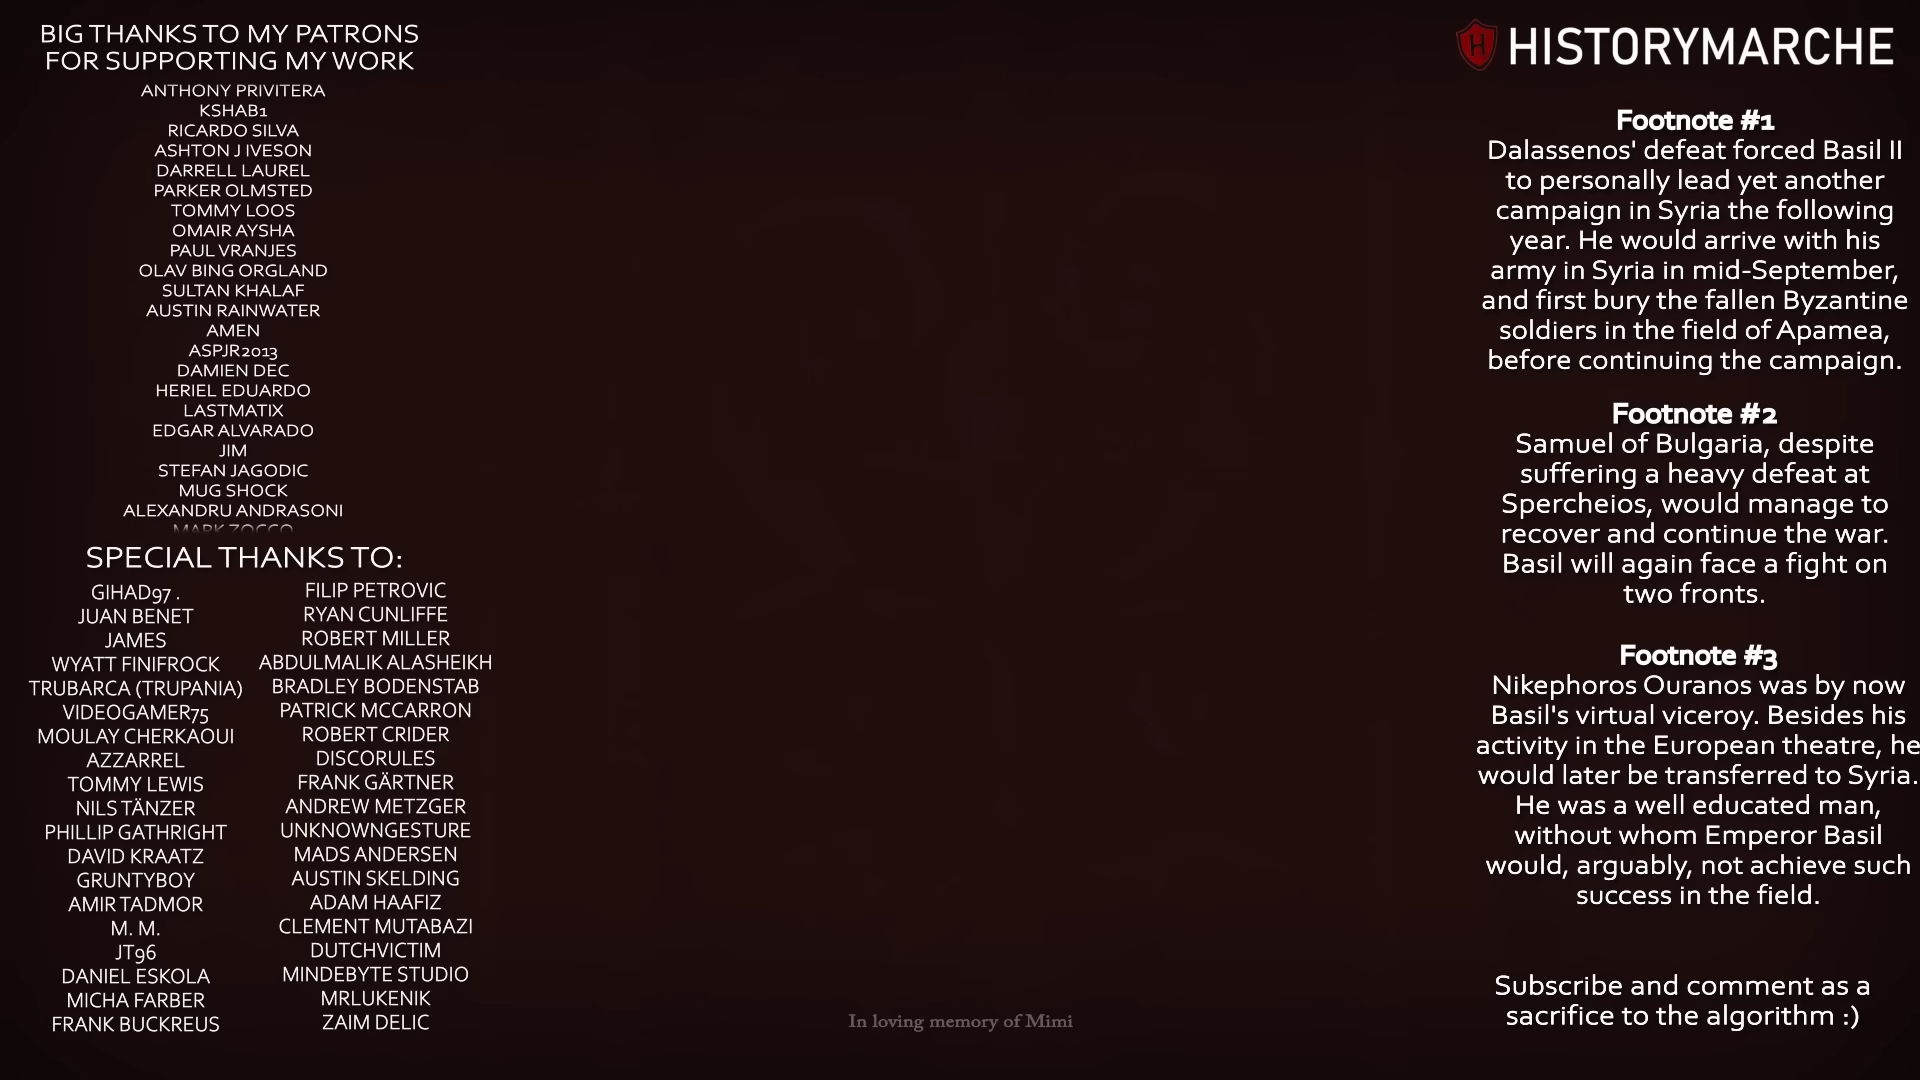 BIG THANKS TO MY PATRONS
FOR SUPPORTING MY WORK
ANTHONY PRIVITERA
KSHAB1
RICARDO SILVA
ASHTON J IVESON
DARRELL LAUREL
PARKER OLMSTED
TOMMY LOOS
OMAIR AYSHA
PAUL VRANJES
OLAV BING ORGLAND
SULTAN KHALAF
AUSTIN RAINWATER
AMEN
ASPJR2013
DAMIEN DEC
HERIEL EDUARDO
LASTMATIX
EDGAR ALVARADO
JIM
STEFAN JAGODIC
MUG SHOCK
ALEXANDRU ANDRASONI
MARK ZOCCO
SPECIAL THANKS TO:
GIHAD97 .
JUAN BENET
JAMES
WYATT FINIFROCK
TRUBARCA (TRUPANIA)
VIDEOGAMER75
MOULAY CHERKAOUI
AZZARREL
TOMMY LEWIS
NILS TÄNZER
PHILLIP GATHRIGHT
DAVID KRAATZ
GRUNTYBOY
AMIR TADMOR
M. M.
JT96
DANIEL ESKOLA
MICHA FARBER
FRANK BUCKREUS
FILIP PETROVIC
RYAN CUNLIFFE
ROBERT MILLER
ABDULMALIK ALASHEIKH
BRADLEY BODENSTAB
PATRICK MCCARRON
ROBERT CRIDER
DISCORULES
FRANK GÄRTNER
ANDREW METZGER
UNKNOWNGESTURE
MADS ANDERSEN
AUSTIN SKELDING
ADAM HAAFIZ
CLEMENT MUTABAZI
DUTCHVICTIM
MINDEBYTE STUDIO
MRLUKENIK
ZAIM DELIC
In loving memory of Mimi
H HISTORYMARCHE
Footnote #1
Dalassenos' defeat forced Basil II
to personally lead yet another
campaign in Syria the following
year. He would arrive with his
army in Syria in mid-September,
and first bury the fallen Byzantine
soldiers in the field of Apamea,
before continuing the campaign.
Footnote #2
Samuel of Bulgaria, despite
suffering a heavy defeat at
Spercheios, would manage to
recover and continue the war.
Basil will again face a fight on
two fronts.
Footnote #3
Nikephoros Ouranos was by now
Basil's virtual viceroy. Besides his
activity in the European theatre, he
would later be transferred to Syria.
He was a well educated man,
without whom Emperor Basil
would, arguably, not achieve such
success in the field.
Subscribe and comment as a
sacrifice to the algorithm :)